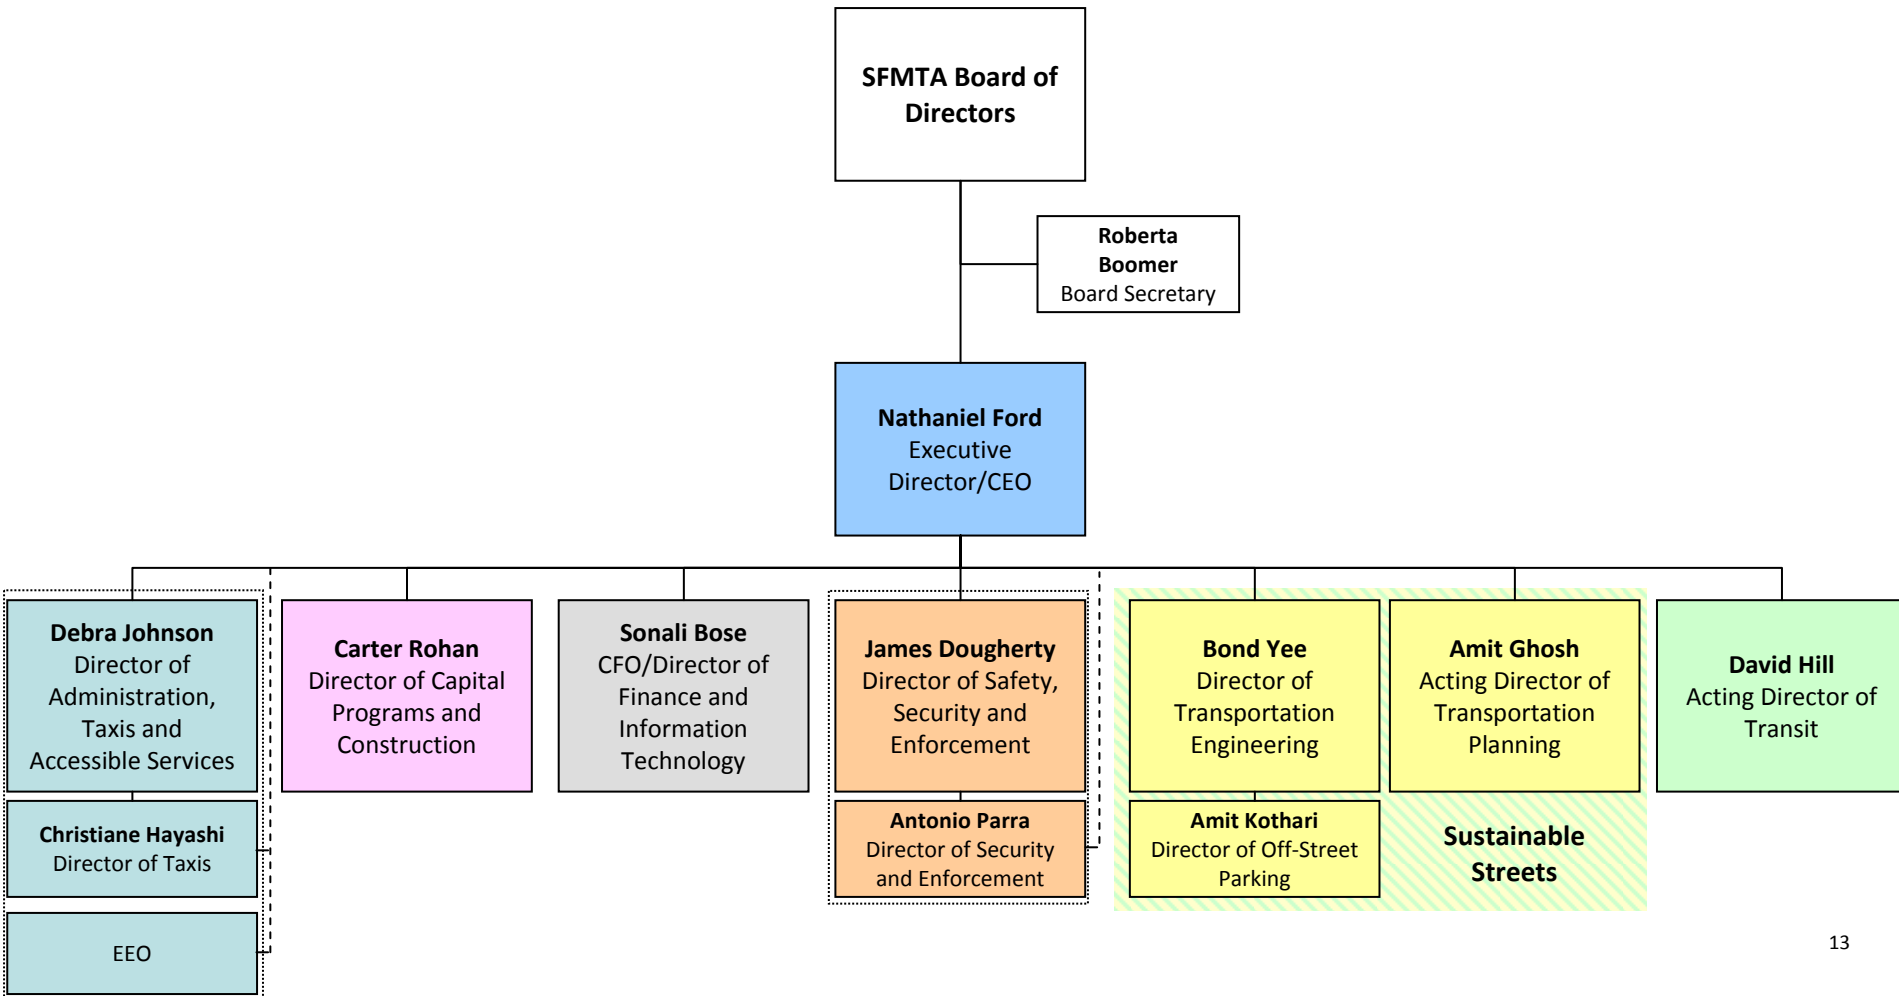 SFMTA Board of
Directors
Roberta
Boomer
Board Secretary
Nathaniel Ford
Executive
Director/CEO
Debra Johnson
Director of
Administration,
Taxis and
Accessible Services
Carter Rohan
Director of Capital
Programs and
Construction
Sonali Bose
CFO/Director of
Finance and
Information
Technology
James Dougherty
Director of Safety,
Security and
Enforcement
Bond Yee
Director of
Transportation
Engineering
Amit Ghosh
Acting Director of
Transportation
Planning
David Hill
Acting Director of
Transit
Christiane Hayashi
Director of Taxis
Antonio Parra
Director of Security
and Enforcement
Amit Kothari
Director of Off-Street
Parking
Sustainable
Streets
EEO
13